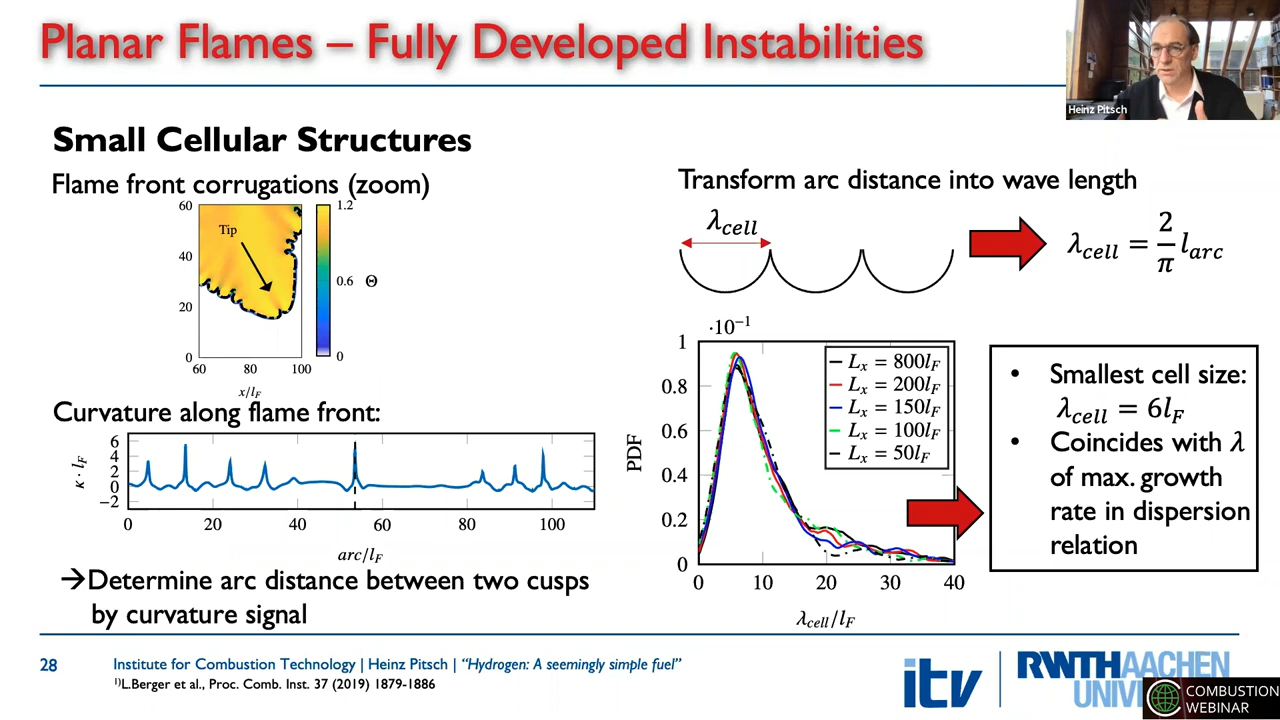 Planar Flames – Fully Developed Instabilities
Heinz Pitsch
Small Cellular Structures
Flame front corrugations (zoom)
60
40
20
0
Tip
60 80 100
x/l_F
1.2
0.6
0
Θ
Curvature along flame front:
κ · l_F
6
4
2
0
−2
0 20 40 60 80 100
arc/l_F
→Determine arc distance between two cusps
by curvature signal
Transform arc distance into wave length
λ_cell
λ_cell = 2/π l_arc
·10⁻¹
PDF
1
0.8
0.6
0.4
0.2
0
L_x = 800l_F
L_x = 200l_F
L_x = 150l_F
L_x = 100l_F
L_x = 50l_F
0 10 20 30 40
λ_cell/l_F
• Smallest cell size:
λ_cell = 6l_F
• Coincides with λ
of max. growth
rate in dispersion
relation
28
Institute for Combustion Technology | Heinz Pitsch | “Hydrogen: A seemingly simple fuel”
¹⁾L.Berger et al., Proc. Comb. Inst. 37 (2019) 1879-1886
itv
RWTHAACHEN
UNIV
COMBUSTION
WEBINAR